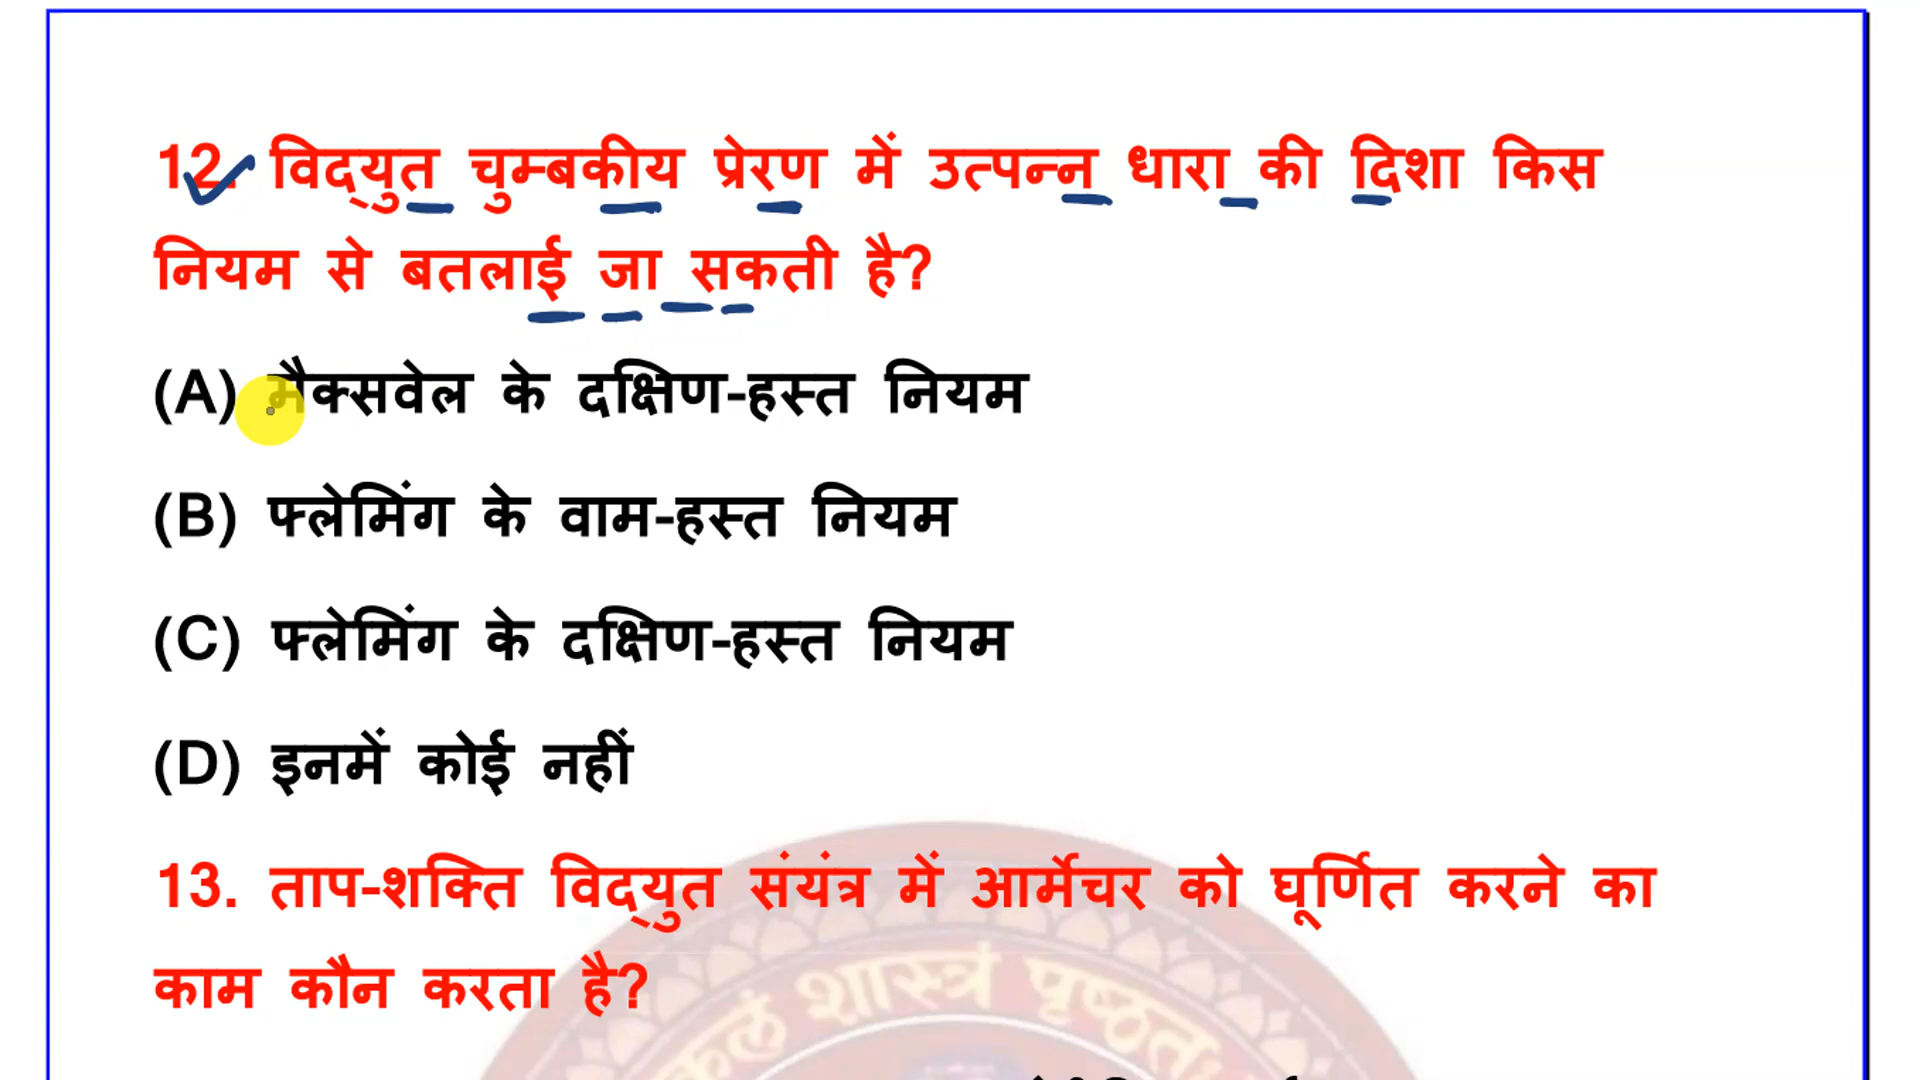 12. विद्युत चुम्बकीय प्रेरण में उत्पन्न धारा की दिशा किस
नियम से बतलाई जा सकती है?
(A) मैक्सवेल के दक्षिण-हस्त नियम
(B) फ्लेमिंग के वाम-हस्त नियम
(C) फ्लेमिंग के दक्षिण-हस्त नियम
(D) इनमें कोई नहीं
13. ताप-शक्ति विद्युत संयंत्र में आर्मेचर को घूर्णित करने का
काम कौन करता है?
शास्त्र